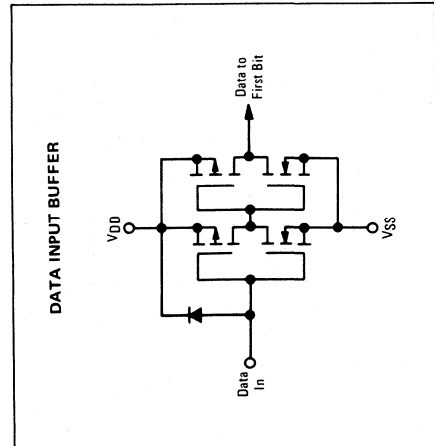 DATA INPUT BUFFER
VDD
Data to
First Bit
Data
In
VSS